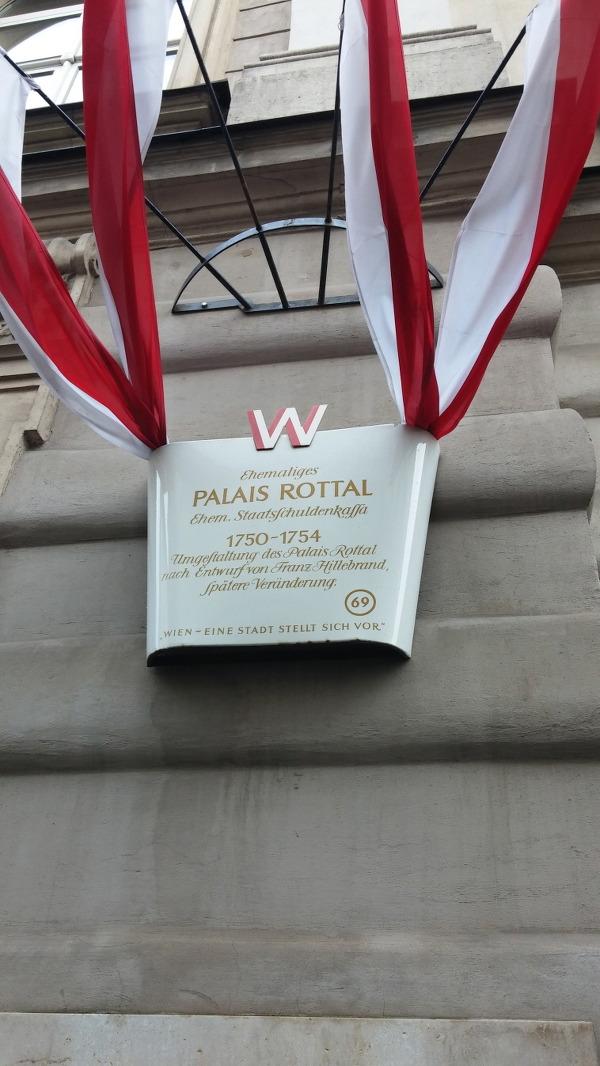 W
Ehemaliges
PALAIS ROTTAL
Ehem. Staatsſchuldenkaſſa
1750-1754
Umgeſtaltung des Palais Rottal
nach Entwurf von Franz Hillebrand,
ſpätere Veränderung.
69
„WIEN - EINE STADT STELLT SICH VOR“